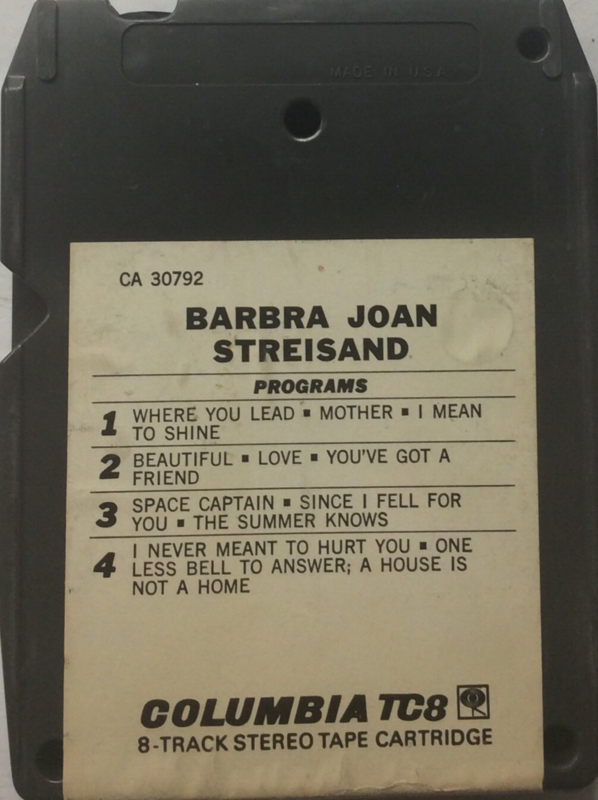 MADE IN U.S.A.
CA 30792
BARBRA JOAN
STREISAND
PROGRAMS
1 WHERE YOU LEAD ▪ MOTHER ▪ I MEAN
TO SHINE
2 BEAUTIFUL ▪ LOVE ▪ YOU'VE GOT A
FRIEND
3 SPACE CAPTAIN ▪ SINCE I FELL FOR
YOU ▪ THE SUMMER KNOWS
4 I NEVER MEANT TO HURT YOU ▪ ONE
LESS BELL TO ANSWER; A HOUSE IS
NOT A HOME
COLUMBIA TC8
8-TRACK STEREO TAPE CARTRIDGE